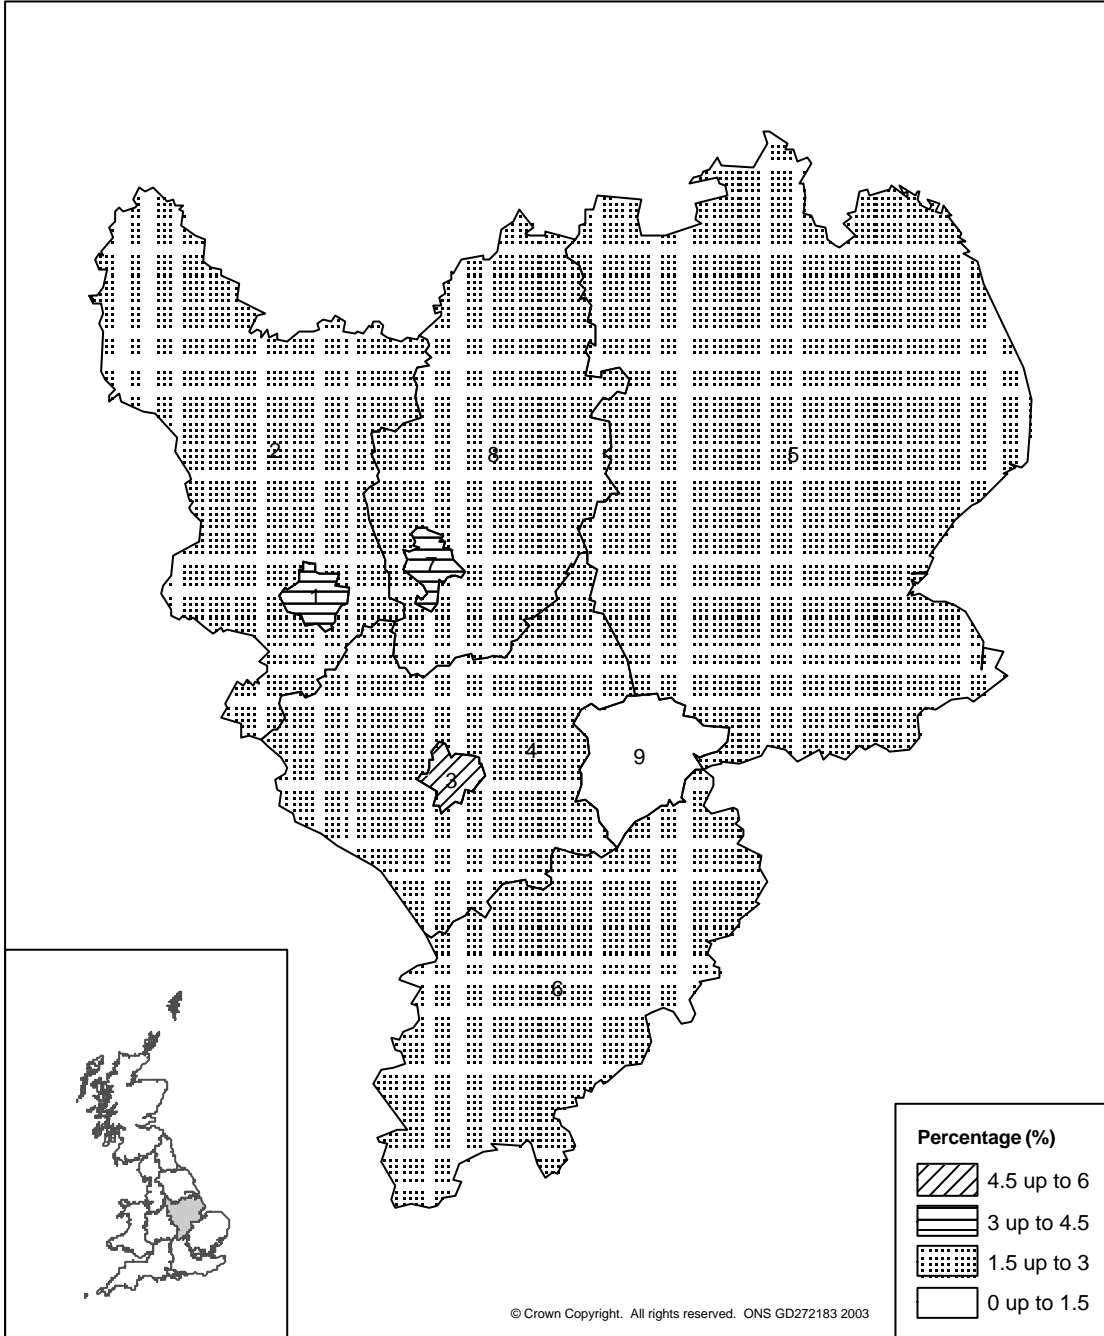 2
8
5
7
1
4
9
3
6
Percentage (%)
4.5 up to 6
3 up to 4.5
1.5 up to 3
0 up to 1.5
© Crown Copyright. All rights reserved. ONS GD272183 2003